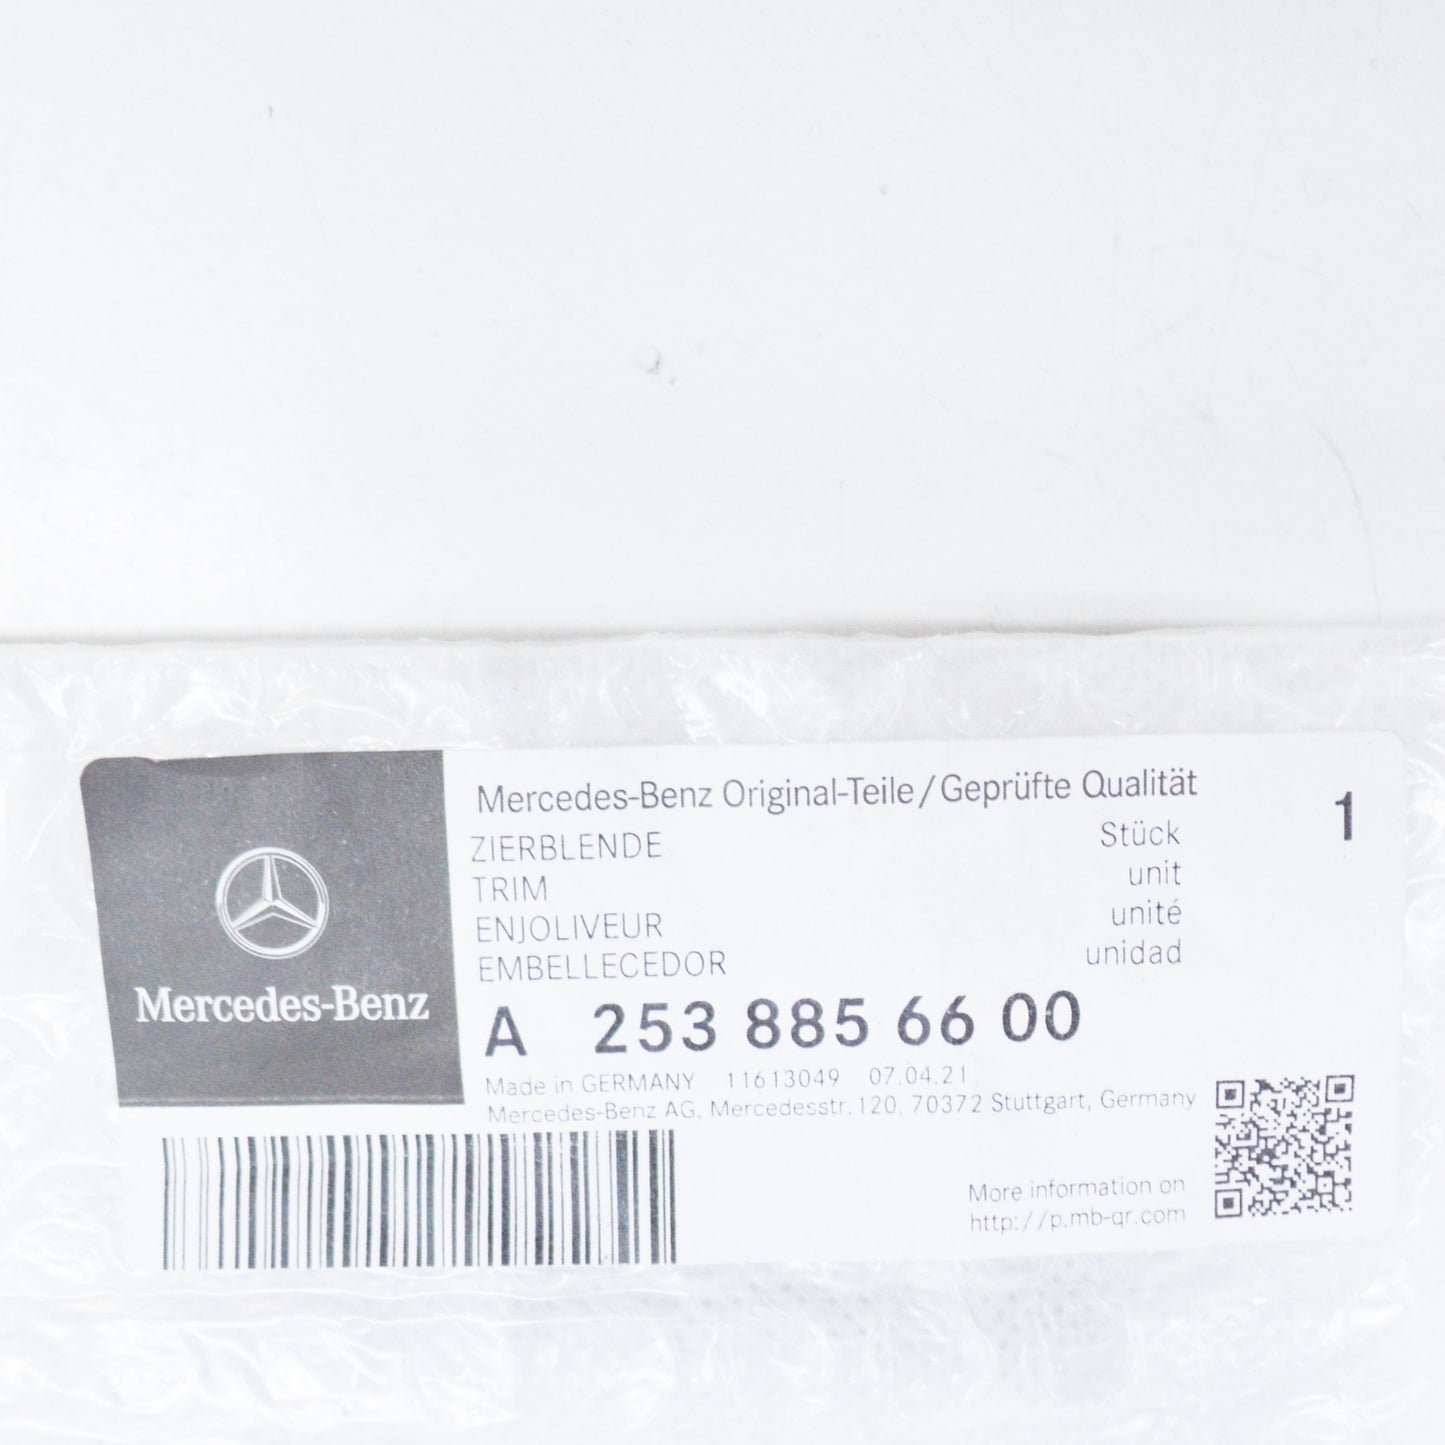 Mercedes-Benz
Mercedes-Benz Original-Teile/Geprüfte Qualität
ZIERBLENDE
TRIM
ENJOLIVEUR
EMBELLECEDOR
Stück
unit
unité
unidad
1
A 253 885 66 00
Made in GERMANY 11613049 07.04.21
Mercedes-Benz AG, Mercedesstr. 120, 70372 Stuttgart, Germany
More information on
http://p.mb-qr.com